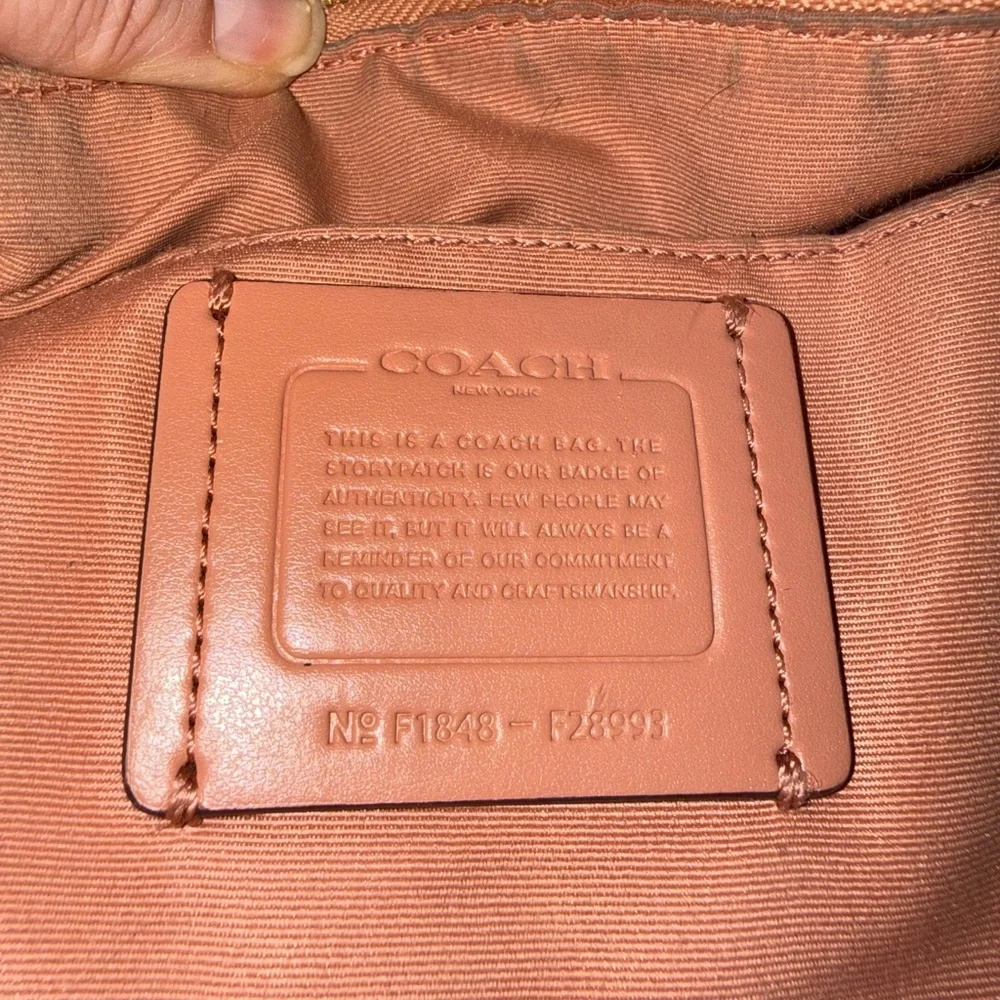 COACH
NEW YORK
THIS IS A COACH BAG. THE
STORYPATCH IS OUR BADGE OF
AUTHENTICITY. FEW PEOPLE MAY
SEE IT, BUT IT WILL ALWAYS BE A
REMINDER OF OUR COMMITMENT
TO QUALITY AND CRAFTSMANSHIP.
Nº F1848 – F28993